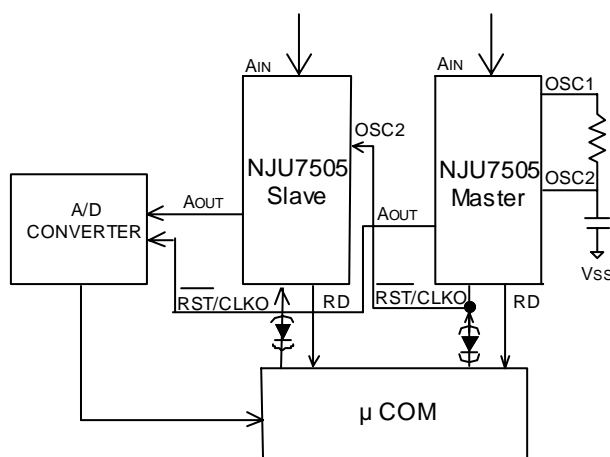 AIN
AIN
OSC1
OSC2
NJU7505
Slave
NJU7505
Master
OSC2
A/D
CONVERTER
AOUT
AOUT
VSS
RST/CLKO
RD
RST/CLKO
RD
μ COM